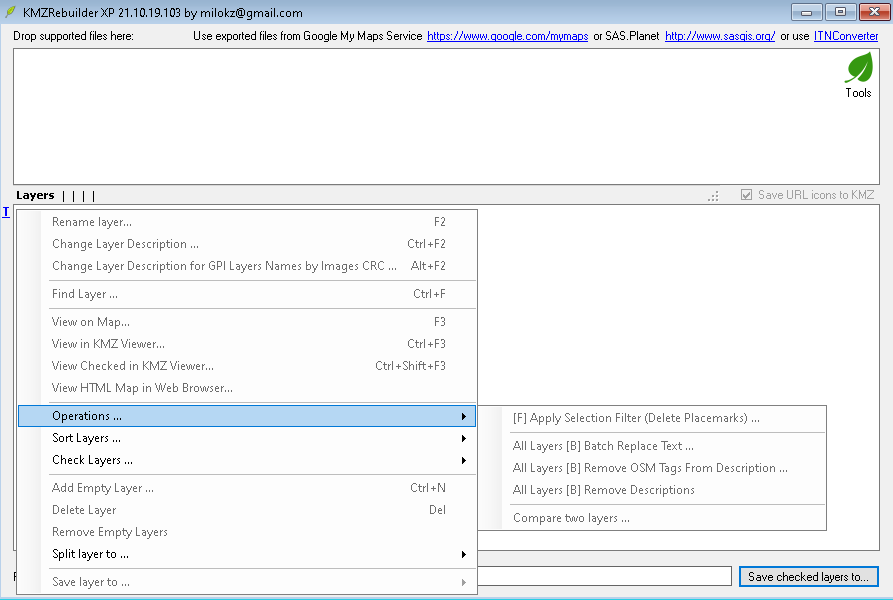 KMZRebuilder XP 21.10.19.103 by milokz@gmail.com
Drop supported files here: Use exported files from Google My Maps Service https://www.google.com/mymaps or SAS.Planet http://www.sasgis.org/ or use ITNConverter
Tools
Layers | | | | Save URL icons to KMZ
T
Rename layer... F2
Change Layer Description ... Ctrl+F2
Change Layer Description for GPI Layers Names by Images CRC ... Alt+F2
Find Layer ... Ctrl+F
View on Map... F3
View in KMZ Viewer... Ctrl+F3
View Checked in KMZ Viewer... Ctrl+Shift+F3
View HTML Map in Web Browser...
Operations ...
Sort Layers ...
Check Layers ...
Add Empty Layer ... Ctrl+N
Delete Layer Del
Remove Empty Layers
Split layer to ...
Save layer to ...
[F] Apply Selection Filter (Delete Placemarks) ...
All Layers [B] Batch Replace Text ...
All Layers [B] Remove OSM Tags From Description ...
All Layers [B] Remove Descriptions
Compare two layers ...
Save checked layers to...